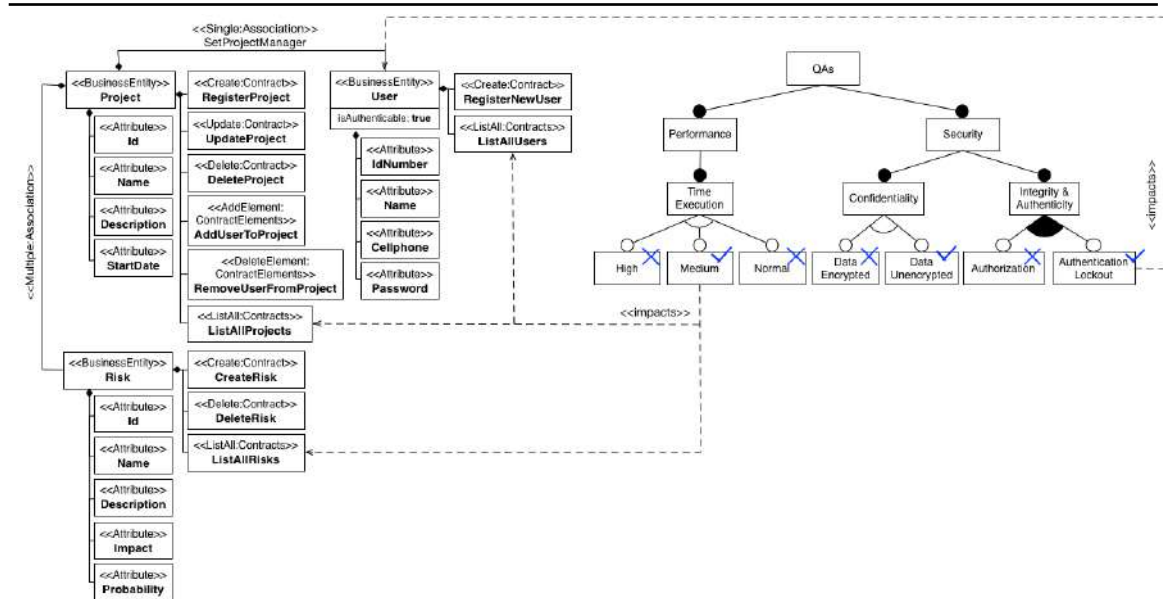 <<Single:Association>>
SetProjectManager
<<BusinessEntity>>
Project
<<Attribute>>
Id
<<Attribute>>
Name
<<Attribute>>
Description
<<Attribute>>
StartDate
<<Create:Contract>>
RegisterProject
<<Update:Contract>>
UpdateProject
<<Delete:Contract>>
DeleteProject
<<AddElement:
ContractElements>>
AddUserToProject
<<DeleteElement:
ContractElements>>
RemoveUserFromProject
<<ListAll:Contracts>>
ListAllProjects
<<BusinessEntity>>
User
isAuthenticable: true
<<Attribute>>
IdNumber
<<Attribute>>
Name
<<Attribute>>
Cellphone
<<Attribute>>
Password
<<Create:Contract>>
RegisterNewUser
<<ListAll:Contracts>>
ListAllUsers
<<Multiple:Association>>
<<BusinessEntity>>
Risk
<<Attribute>>
Id
<<Attribute>>
Name
<<Attribute>>
Description
<<Attribute>>
Impact
<<Attribute>>
Probability
<<Create:Contract>>
CreateRisk
<<Delete:Contract>>
DeleteRisk
<<ListAll:Contracts>>
ListAllRisks
QAs
Performance
Security
Time
Execution
Confidentiality
Integrity &
Authenticity
High
Medium
Normal
Data
Encrypted
Data
Unencrypted
Authorization
Authentication
Lockout
<<impacts>>
<<impacts>>